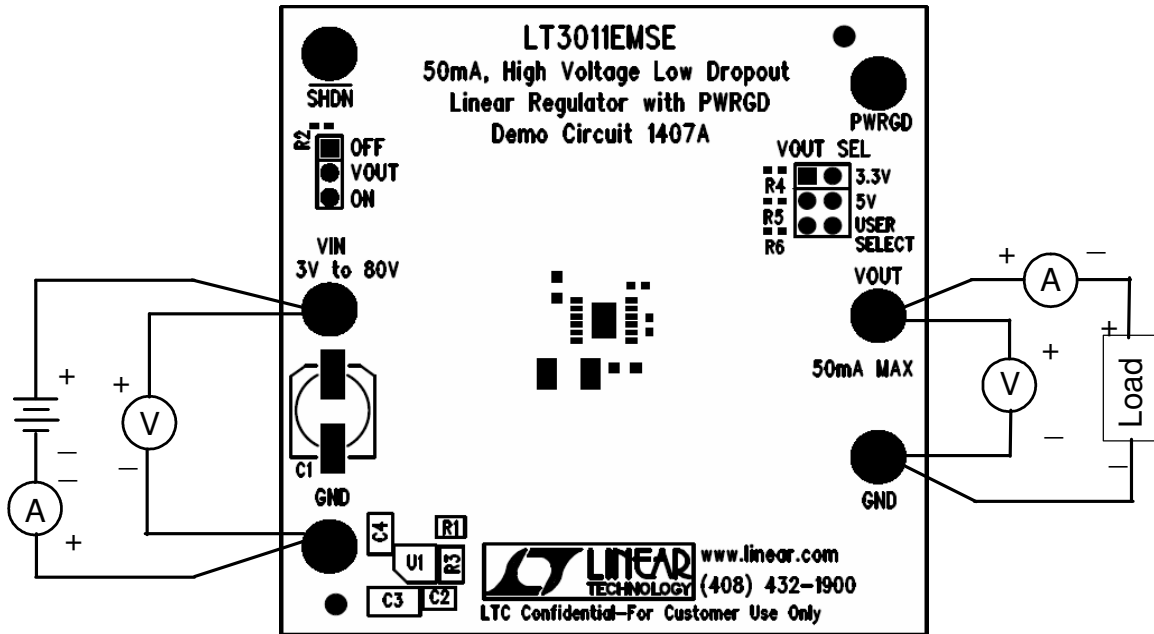 LT3011EMSE
50mA, High Voltage Low Dropout
Linear Regulator with PWRGD
Demo Circuit 1407A
SHDN
PWRGD
R2
OFF
VOUT
ON
VOUT SEL
R4
3.3V
R5
5V
R6
USER
SELECT
VIN
3V to 80V
VOUT
50mA MAX
+
A
–
+
V
–
+
Load
–
+
–
–
A
+
+
V
–
C1
GND
GND
C4
R1
U1
R3
C3
C2
LINEAR
TECHNOLOGY
www.linear.com
(408) 432-1900
LTC Confidential-For Customer Use Only